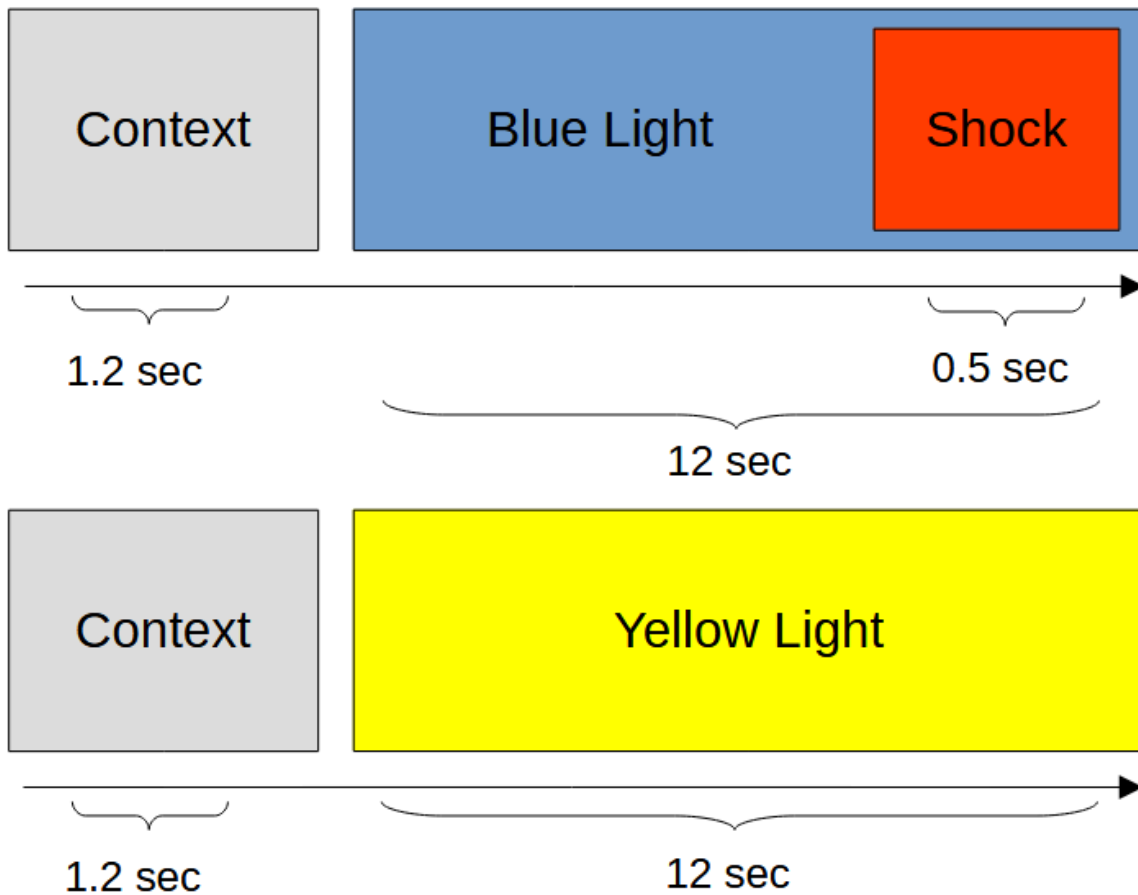 Context
Blue Light
Shock
1.2 sec
0.5 sec
12 sec
Context
Yellow Light
1.2 sec
12 sec